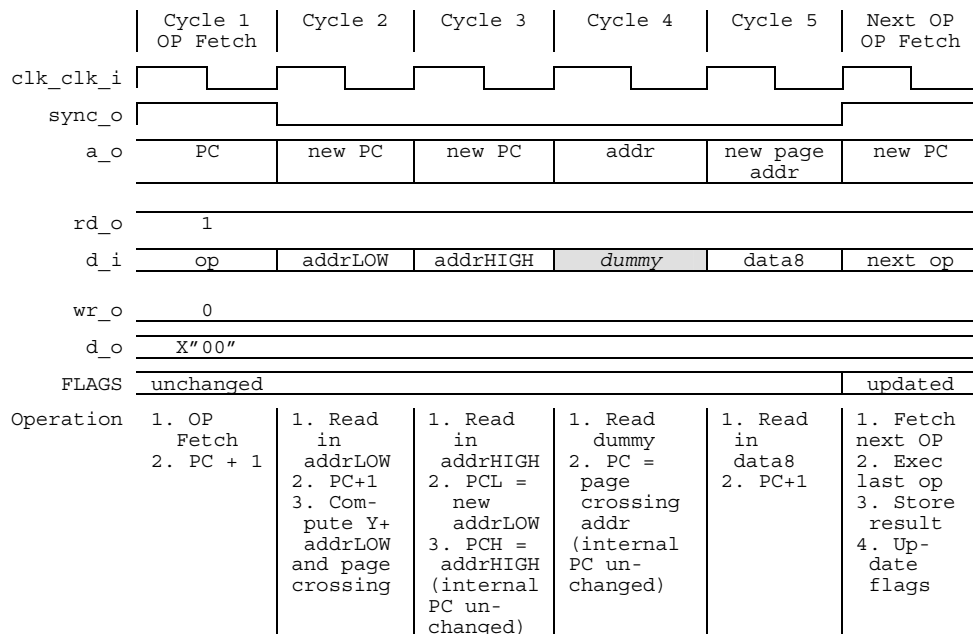 Cycle 1 Cycle 2 Cycle 3 Cycle 4 Cycle 5 Next OP
OP Fetch OP Fetch
clk_clk_i
sync_o
a_o PC new PC new PC addr new page new PC
addr
rd_o 1
d_i op addrLOW addrHIGH dummy data8 next op
wr_o 0
d_o X"00"
FLAGS unchanged updated
Operation 1. OP 1. Read 1. Read 1. Read 1. Read 1. Fetch
Fetch in in dummy in next OP
2. PC + 1 addrLOW addrHIGH 2. PC = data8 2. Exec
2. PC+1 2. PCL = page 2. PC+1 last op
3. Com- new crossing 3. Store
pute Y+ addrLOW addr result
addrLOW 3. PCH = (internal 4. Up-
and page addrHIGH PC un- date
crossing (internal changed) flags
PC un-
changed)